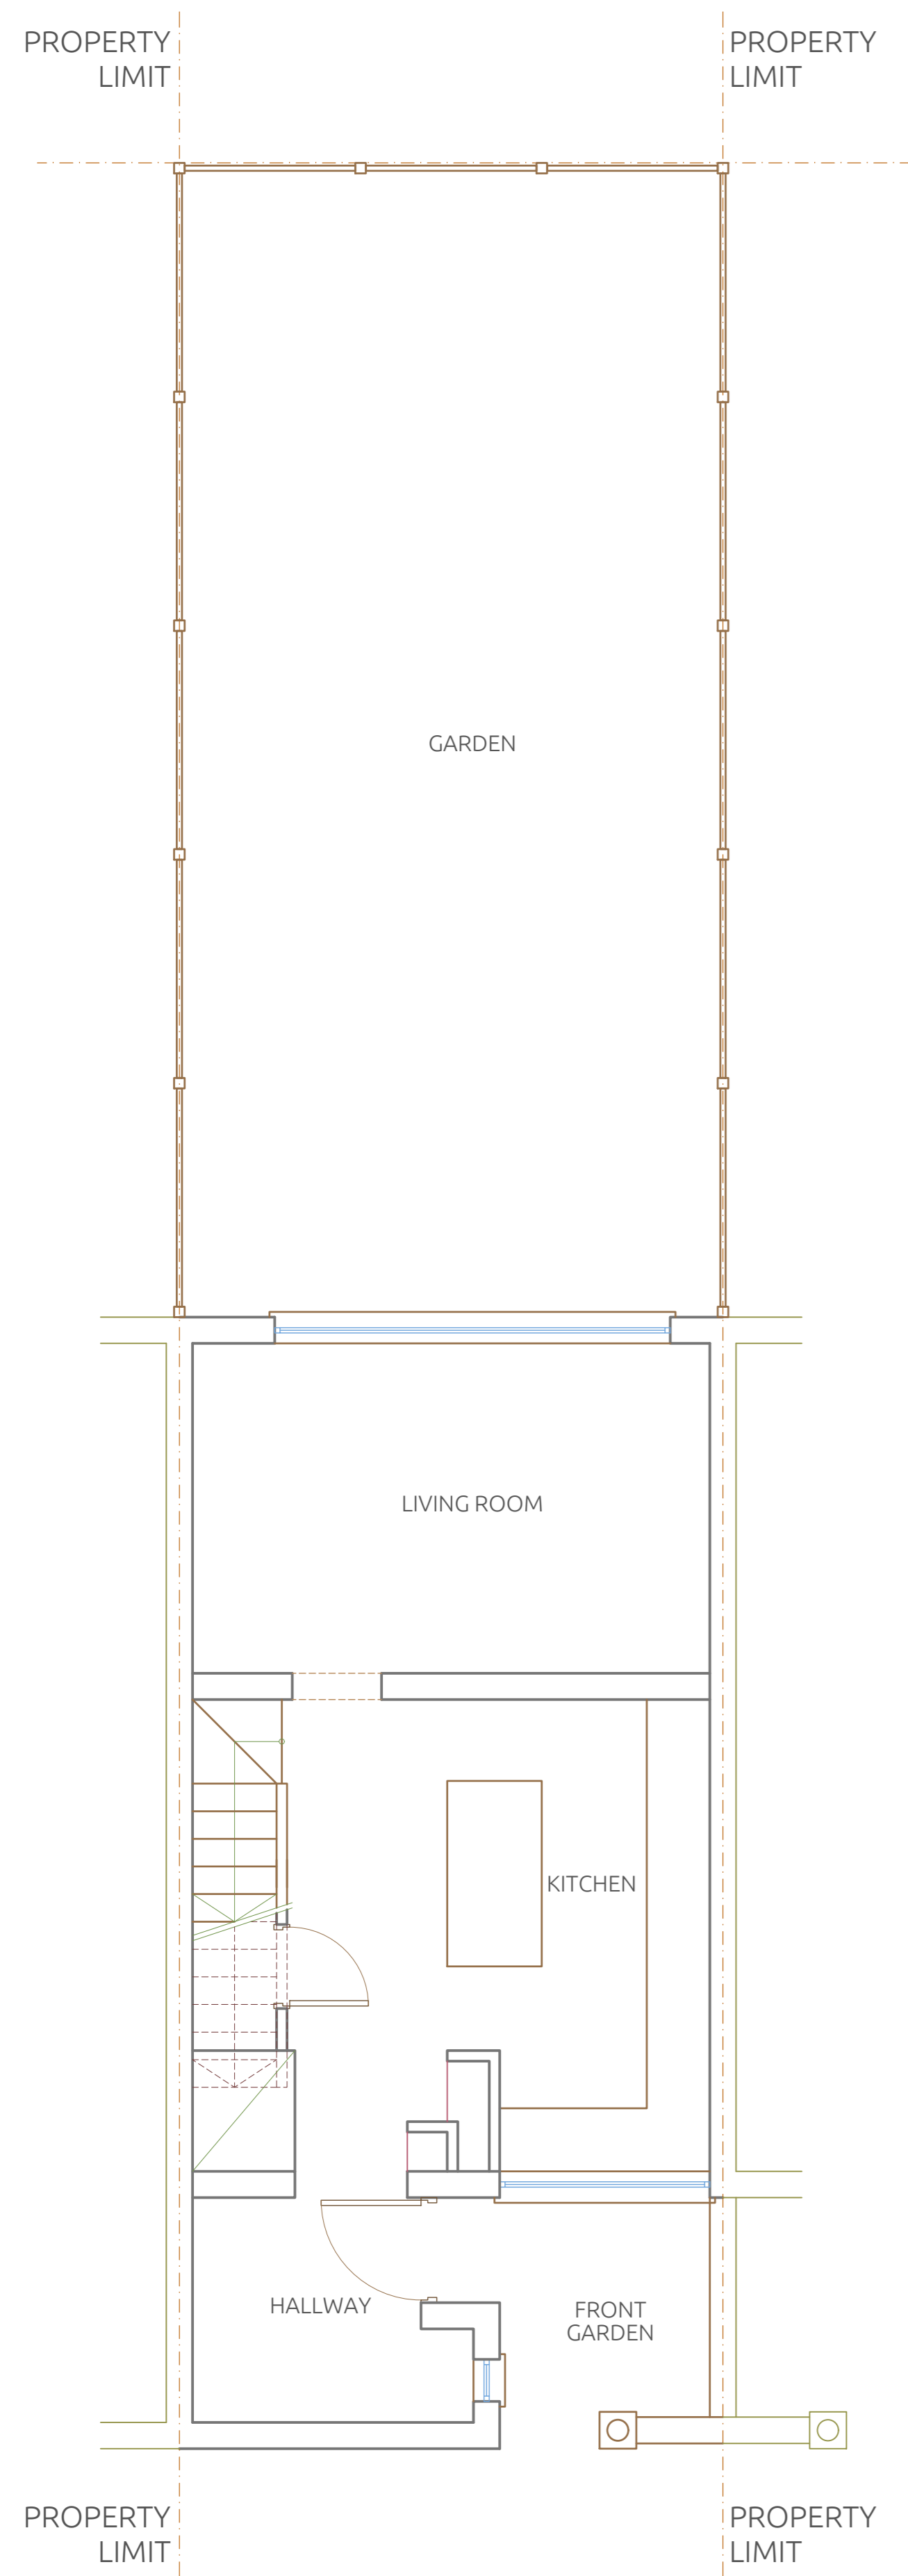 PROPERTY
LIMIT
PROPERTY
LIMIT
GARDEN
LIVING ROOM
KITCHEN
HALLWAY
FRONT
GARDEN
PROPERTY
LIMIT
PROPERTY
LIMIT